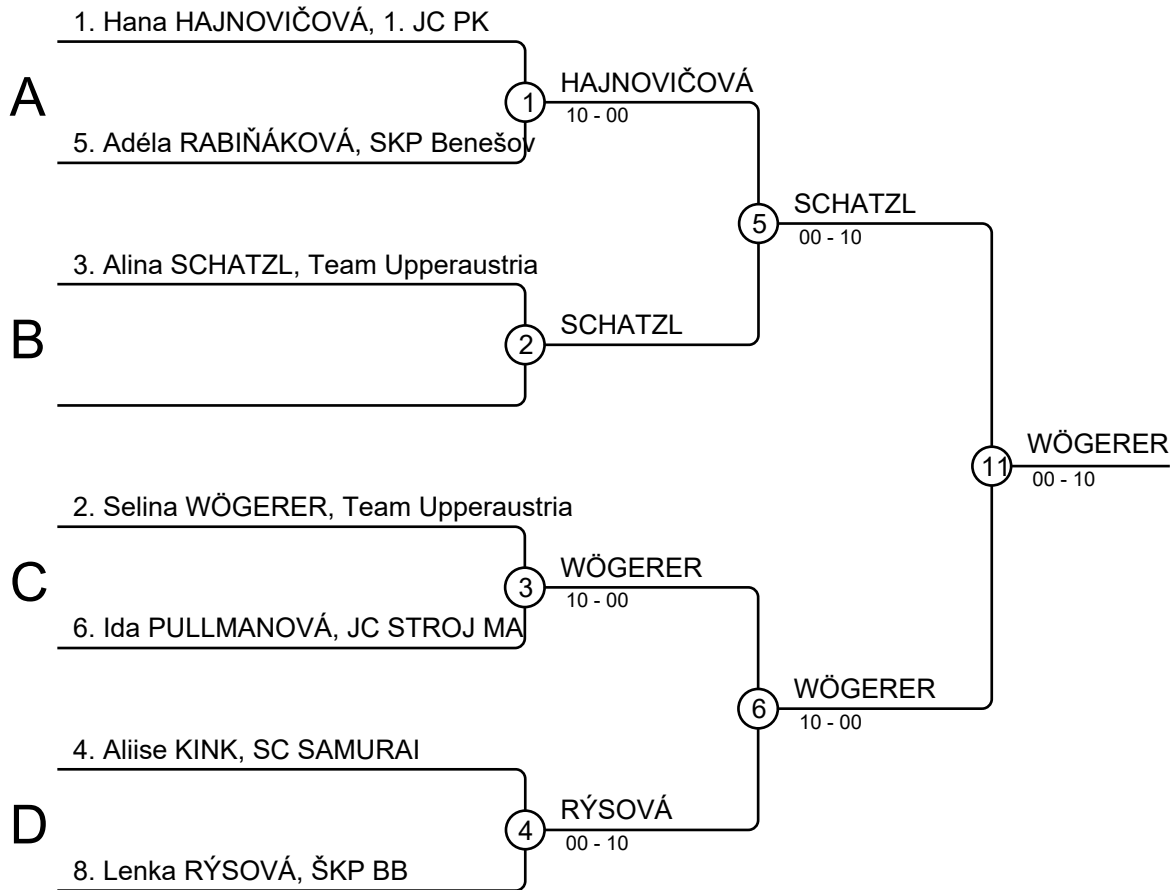 1. Hana HAJNOVIČOVÁ, 1. JC PK
A
1
HAJNOVIČOVÁ
10 - 00
5. Adéla RABIŇÁKOVÁ, SKP Benešov
5
SCHATZL
00 - 10
3. Alina SCHATZL, Team Upperaustria
B
2
SCHATZL
11
WÖGERER
00 - 10
2. Selina WÖGERER, Team Upperaustria
C
3
WÖGERER
10 - 00
6. Ida PULLMANOVÁ, JC STROJ MA
6
WÖGERER
10 - 00
4. Aliise KINK, SC SAMURAI
D
4
RÝSOVÁ
00 - 10
8. Lenka RÝSOVÁ, ŠKP BB